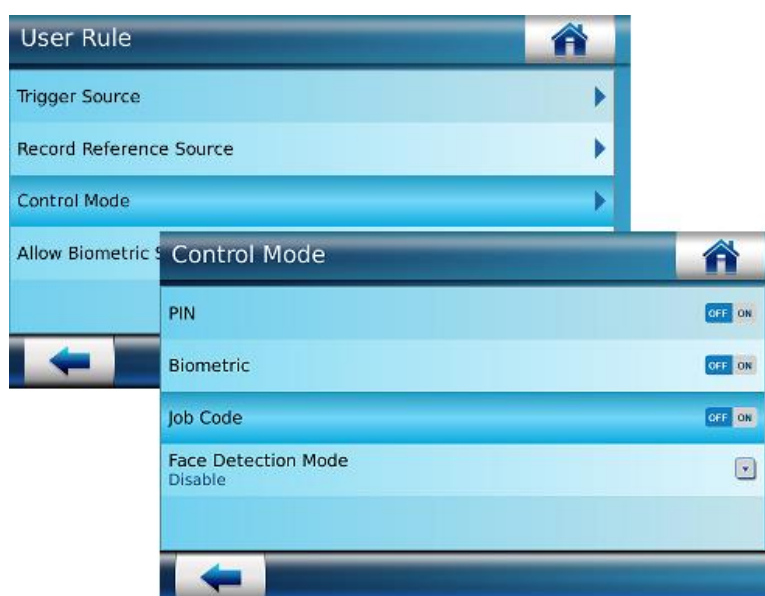 User Rule
Trigger Source
Record Reference Source
Control Mode
Allow Biometric
Control Mode
PIN
OFF ON
Biometric
OFF ON
Job Code
OFF ON
Face Detection Mode
Disable